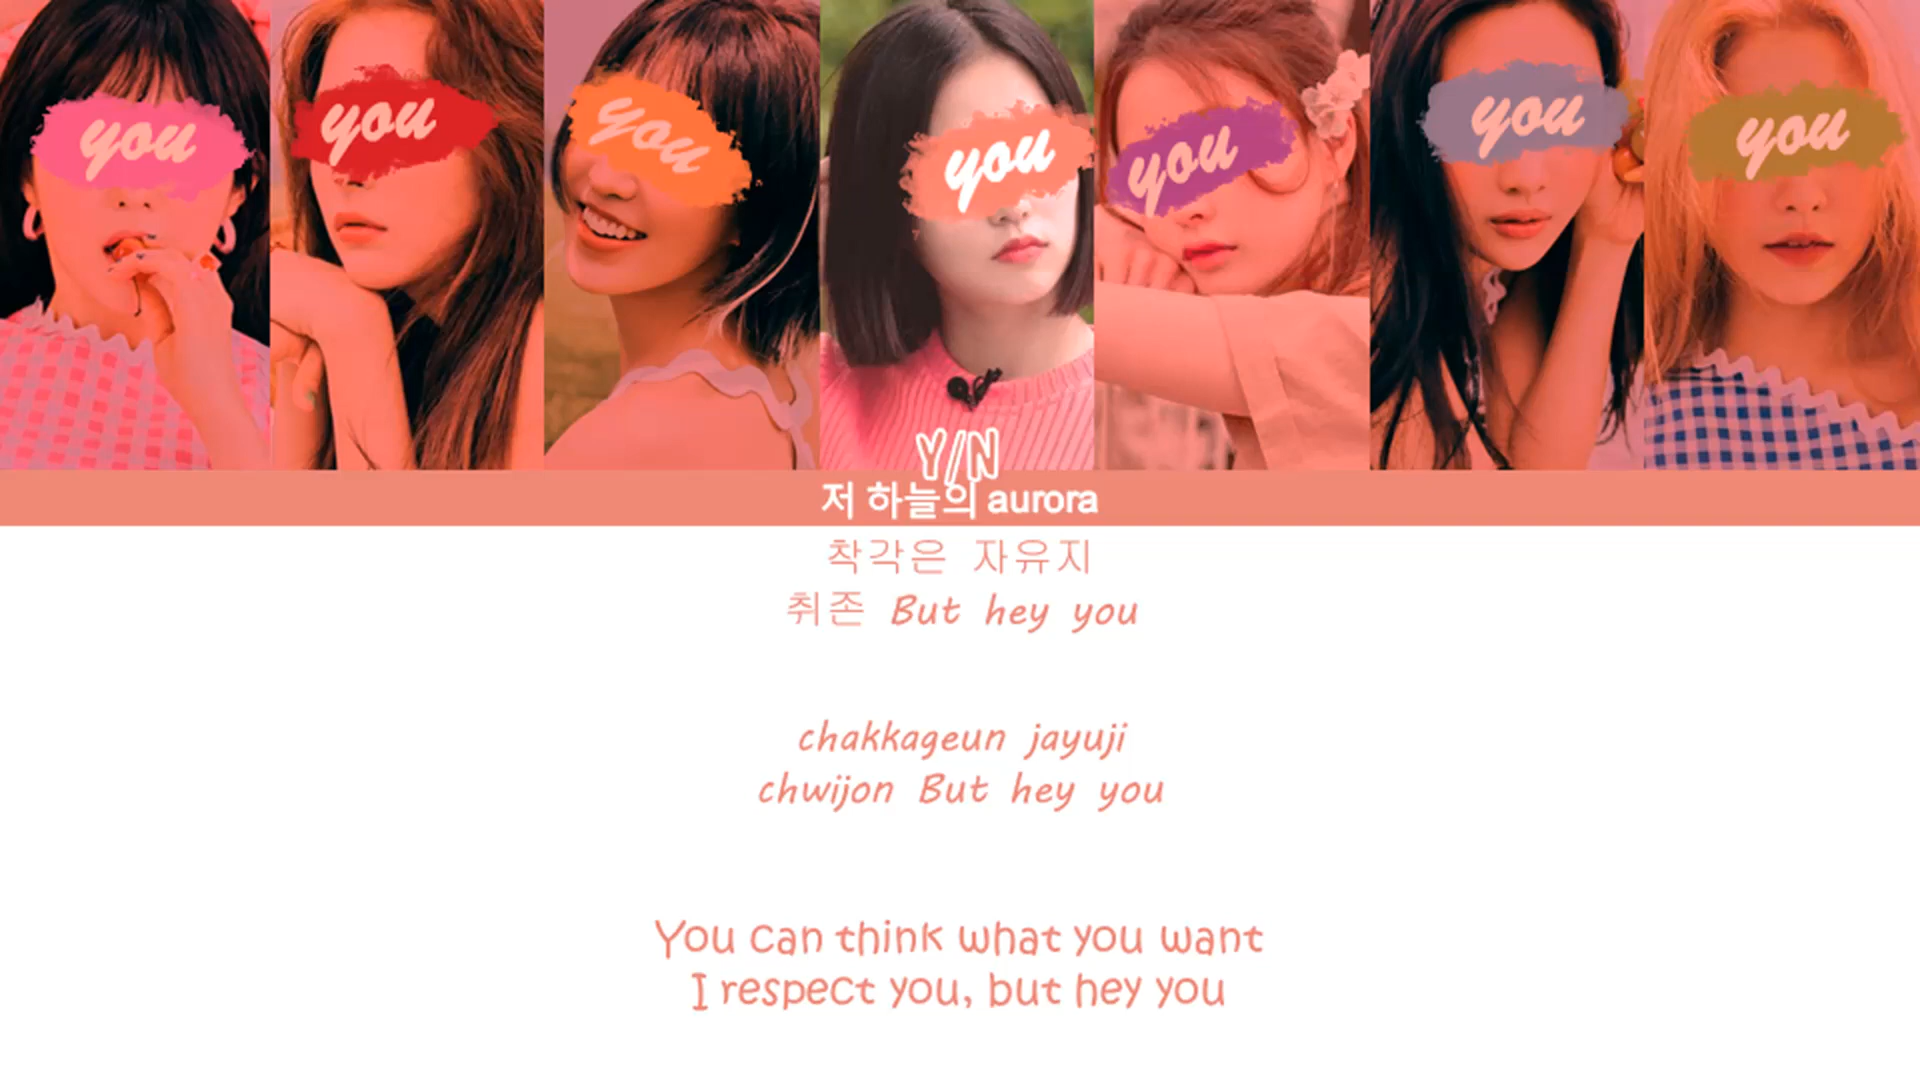 you
you
you
you
you
you
you
Y/N
저 하늘의 aurora
착각은 자유지
취존 But hey you
chakkageun jayuji
chwijon But hey you
You can think what you want
I respect you, but hey you